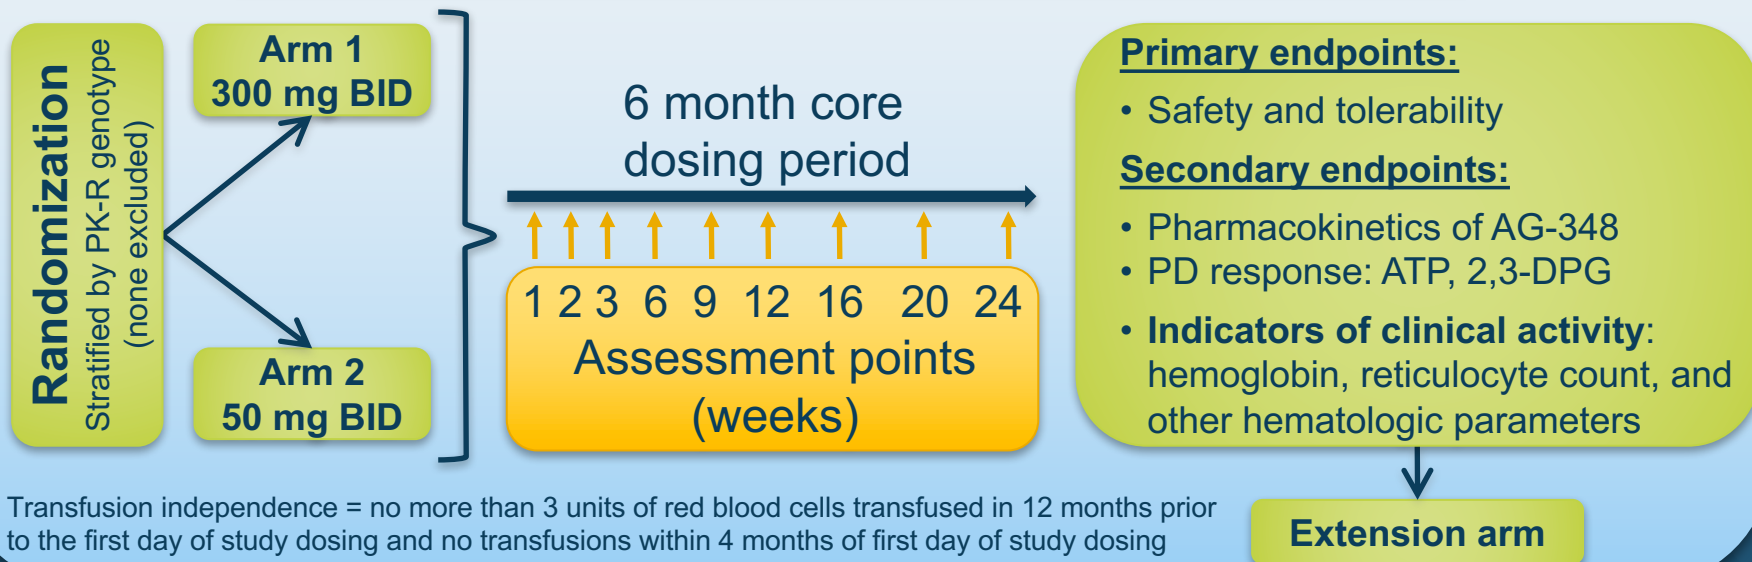 Randomization
Stratified by PK-R genotype
(none excluded)
Arm 1
300 mg BID
Arm 2
50 mg BID
6 month core
dosing period
1 2 3 6 9 12 16 20 24
Assessment points
(weeks)
Primary endpoints:
• Safety and tolerability
Secondary endpoints:
• Pharmacokinetics of AG-348
• PD response: ATP, 2,3-DPG
• Indicators of clinical activity:
hemoglobin, reticulocyte count, and
other hematologic parameters
Extension arm
Transfusion independence = no more than 3 units of red blood cells transfused in 12 months prior
to the first day of study dosing and no transfusions within 4 months of first day of study dosing